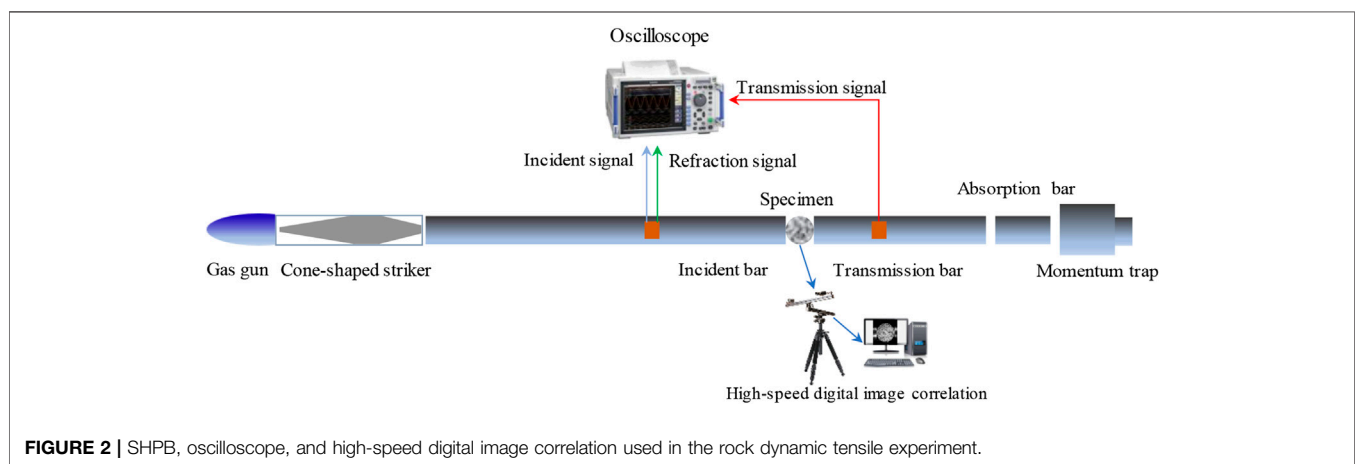 Oscilloscope
Transmission signal
Incident signal
Refraction signal
Specimen
Absorption bar
Gas gun
Cone-shaped striker
Incident bar
Transmission bar
Momentum trap
High-speed digital image correlation
FIGURE 2 | SHPB, oscilloscope, and high-speed digital image correlation used in the rock dynamic tensile experiment.